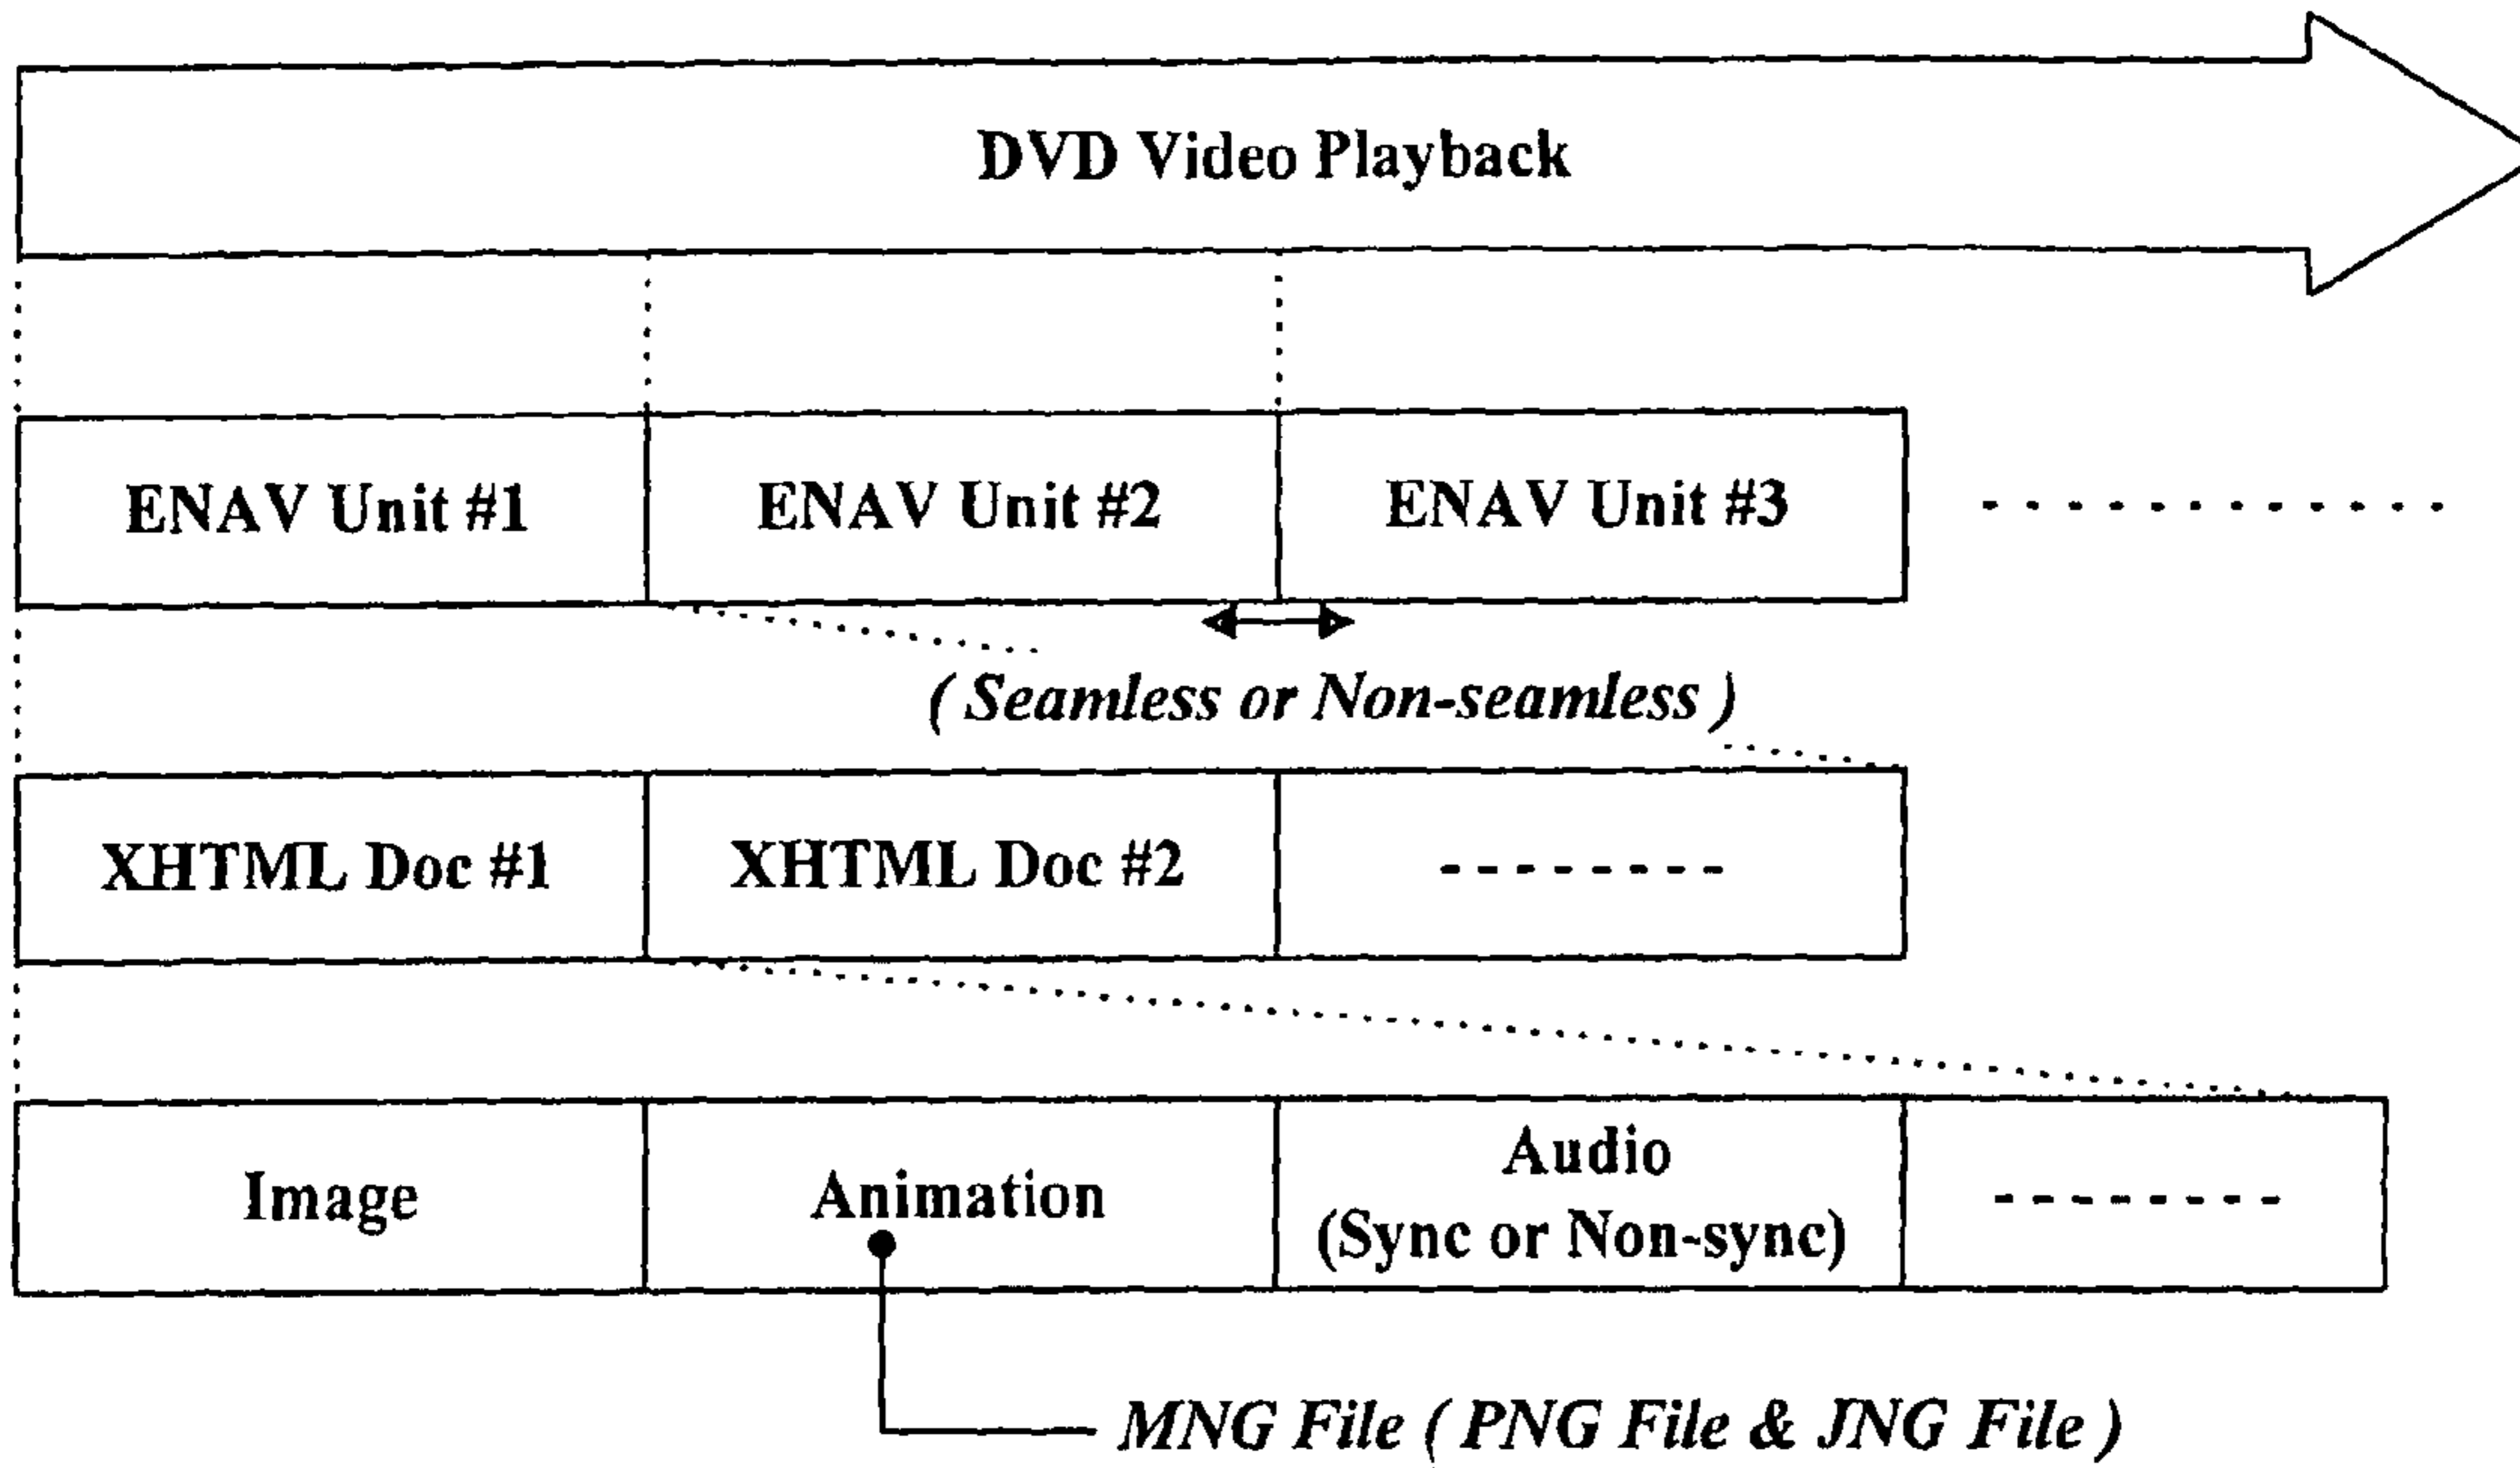 DVD Video Playback
ENAV Unit #1
ENAV Unit #2
ENAV Unit #3
( Seamless or Non-seamless )
XHTML Doc #1
XHTML Doc #2
Image
Animation
Audio
(Sync or Non-sync)
MNG File ( PNG File & JNG File )